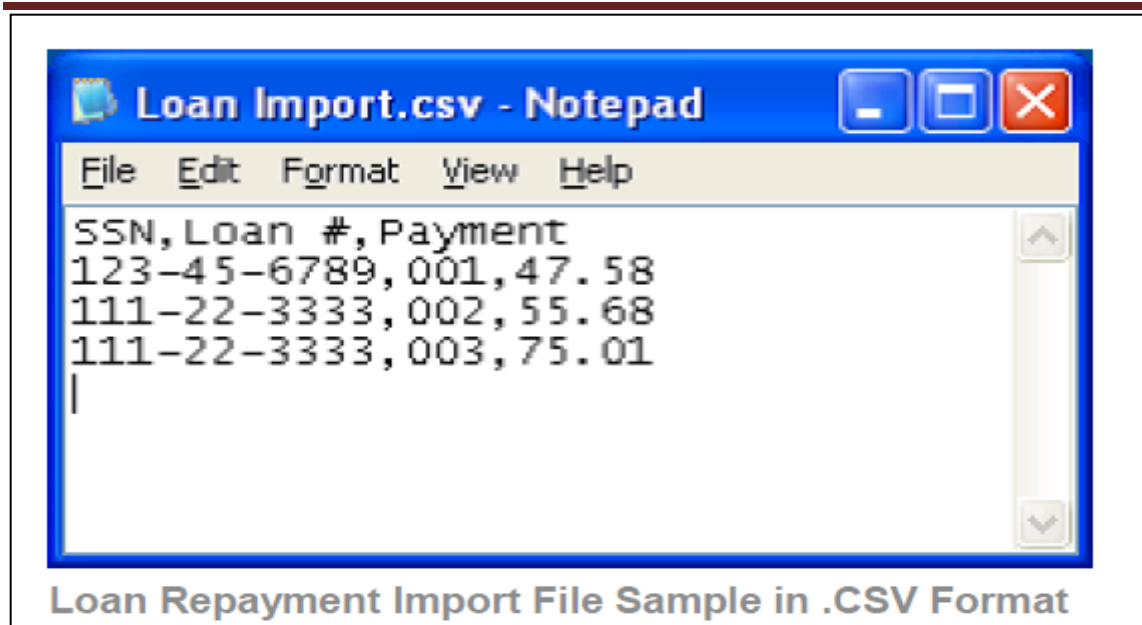 Loan Import.csv - Notepad
File Edit Format View Help
SSN,Loan #,Payment
123-45-6789,001,47.58
111-22-3333,002,55.68
111-22-3333,003,75.01
Loan Repayment Import File Sample in .CSV Format